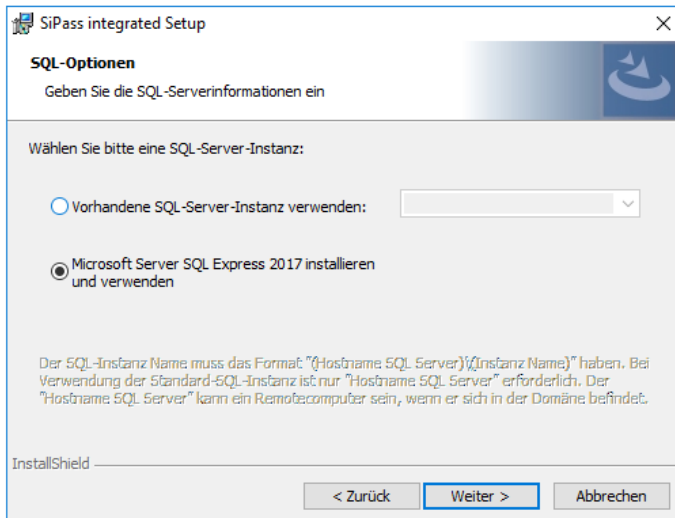 SiPass integrated Setup
SQL-Optionen
Geben Sie die SQL-Serverinformationen ein
Wählen Sie bitte eine SQL-Server-Instanz:
Vorhandene SQL-Server-Instanz verwenden:
Microsoft Server SQL Express 2017 installieren
und verwenden
Der SQL-Instanz Name muss das Format "(Hostname SQL Server)\(Instanz Name)" haben. Bei
Verwendung der Standard-SQL-Instanz ist nur "Hostname SQL Server" erforderlich. Der
"Hostname SQL Server" kann ein Remotecomputer sein, wenn er sich in der Domäne befindet.
InstallShield
< Zurück
Weiter >
Abbrechen